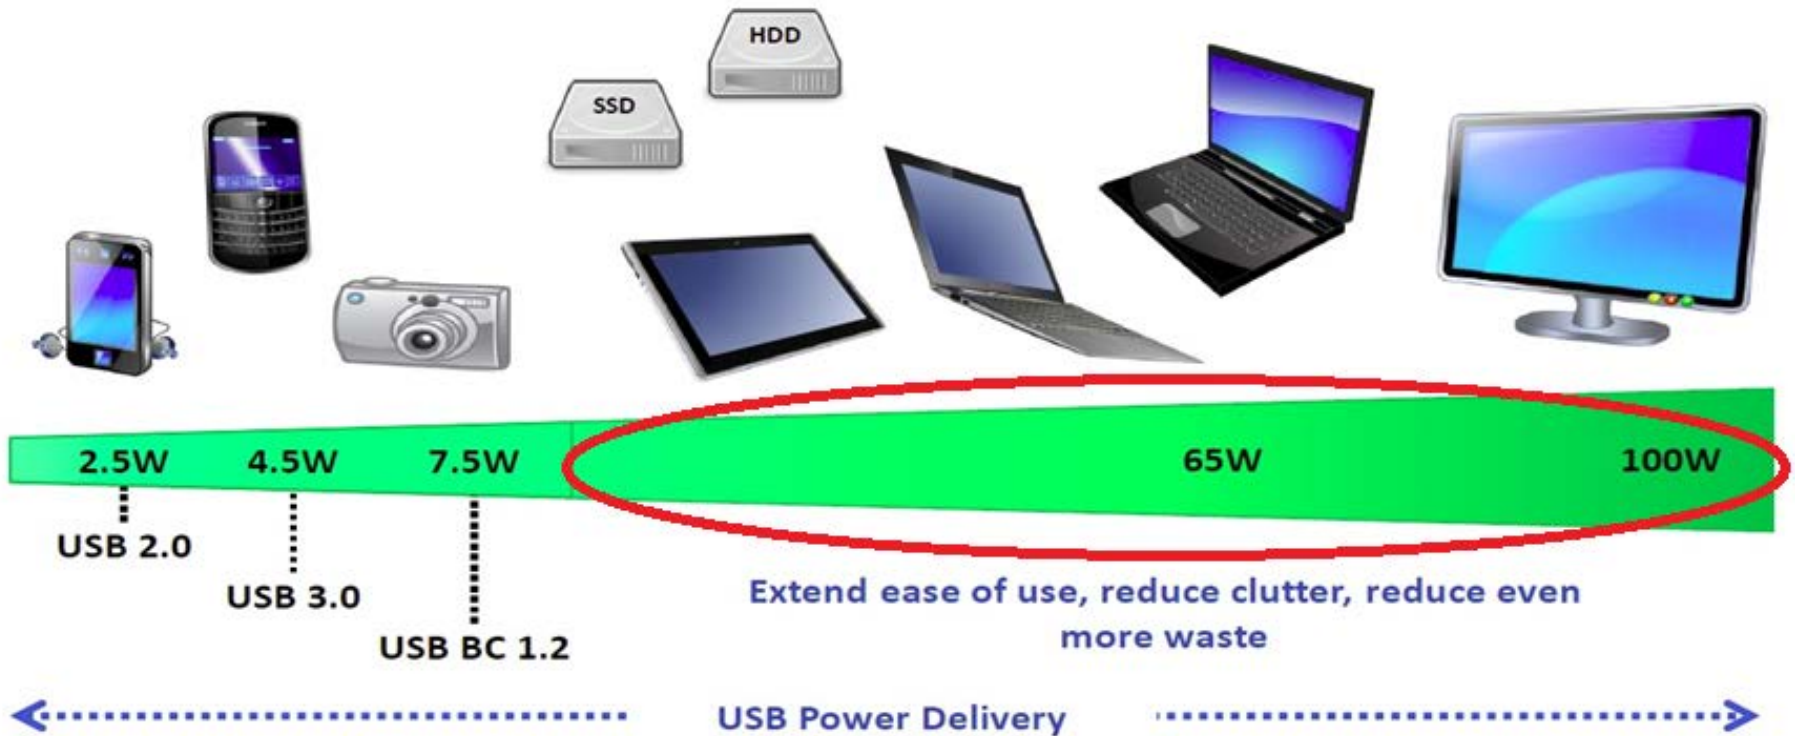 HDD
SSD
2.5W
4.5W
7.5W
65W
100W
USB 2.0
USB 3.0
USB BC 1.2
Extend ease of use, reduce clutter, reduce even
more waste
USB Power Delivery